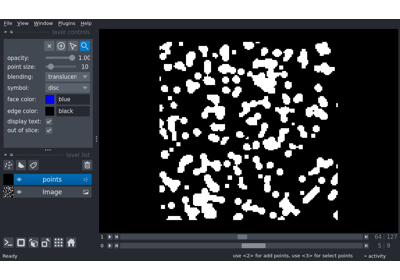 File View Window Plugins Help
layer controls
opacity: 1.00
point size: 10
blending: translucen
symbol: disc
face color: blue
edge color: black
display text:
out of slice:
layer list
points
Image
1 64 127
0 5 9
Ready use <2> for add points, use <3> for select points activity